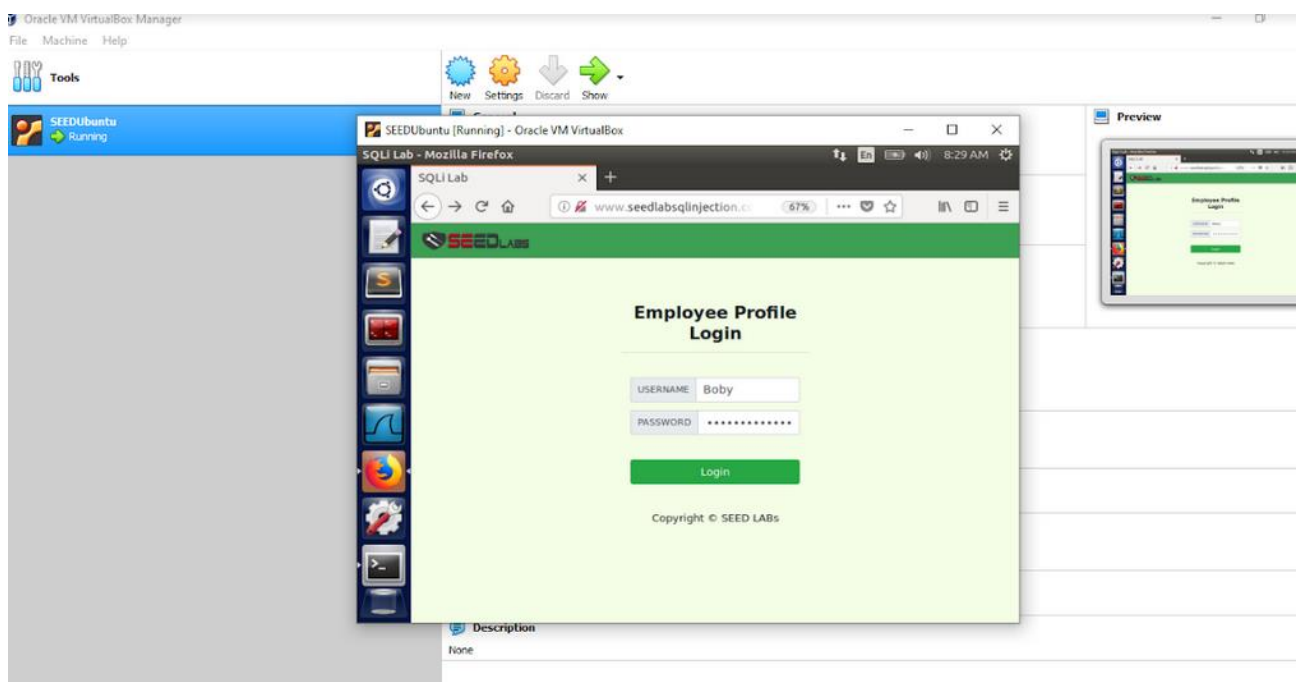 Oracle VM VirtualBox Manager
File Machine Help
Tools
New Settings Discard Show
SEEDUbuntu
Running
General
Preview
SEEDUbuntu [Running] - Oracle VM VirtualBox
SQLi Lab - Mozilla Firefox En 8:29 AM
SQLi Lab
www.seedlabsqlinjection.c 67%
SEEDLABS
Employee Profile
Login
USERNAME Boby
PASSWORD •••••••••••••
Login
Copyright © SEED LABs
Description
None